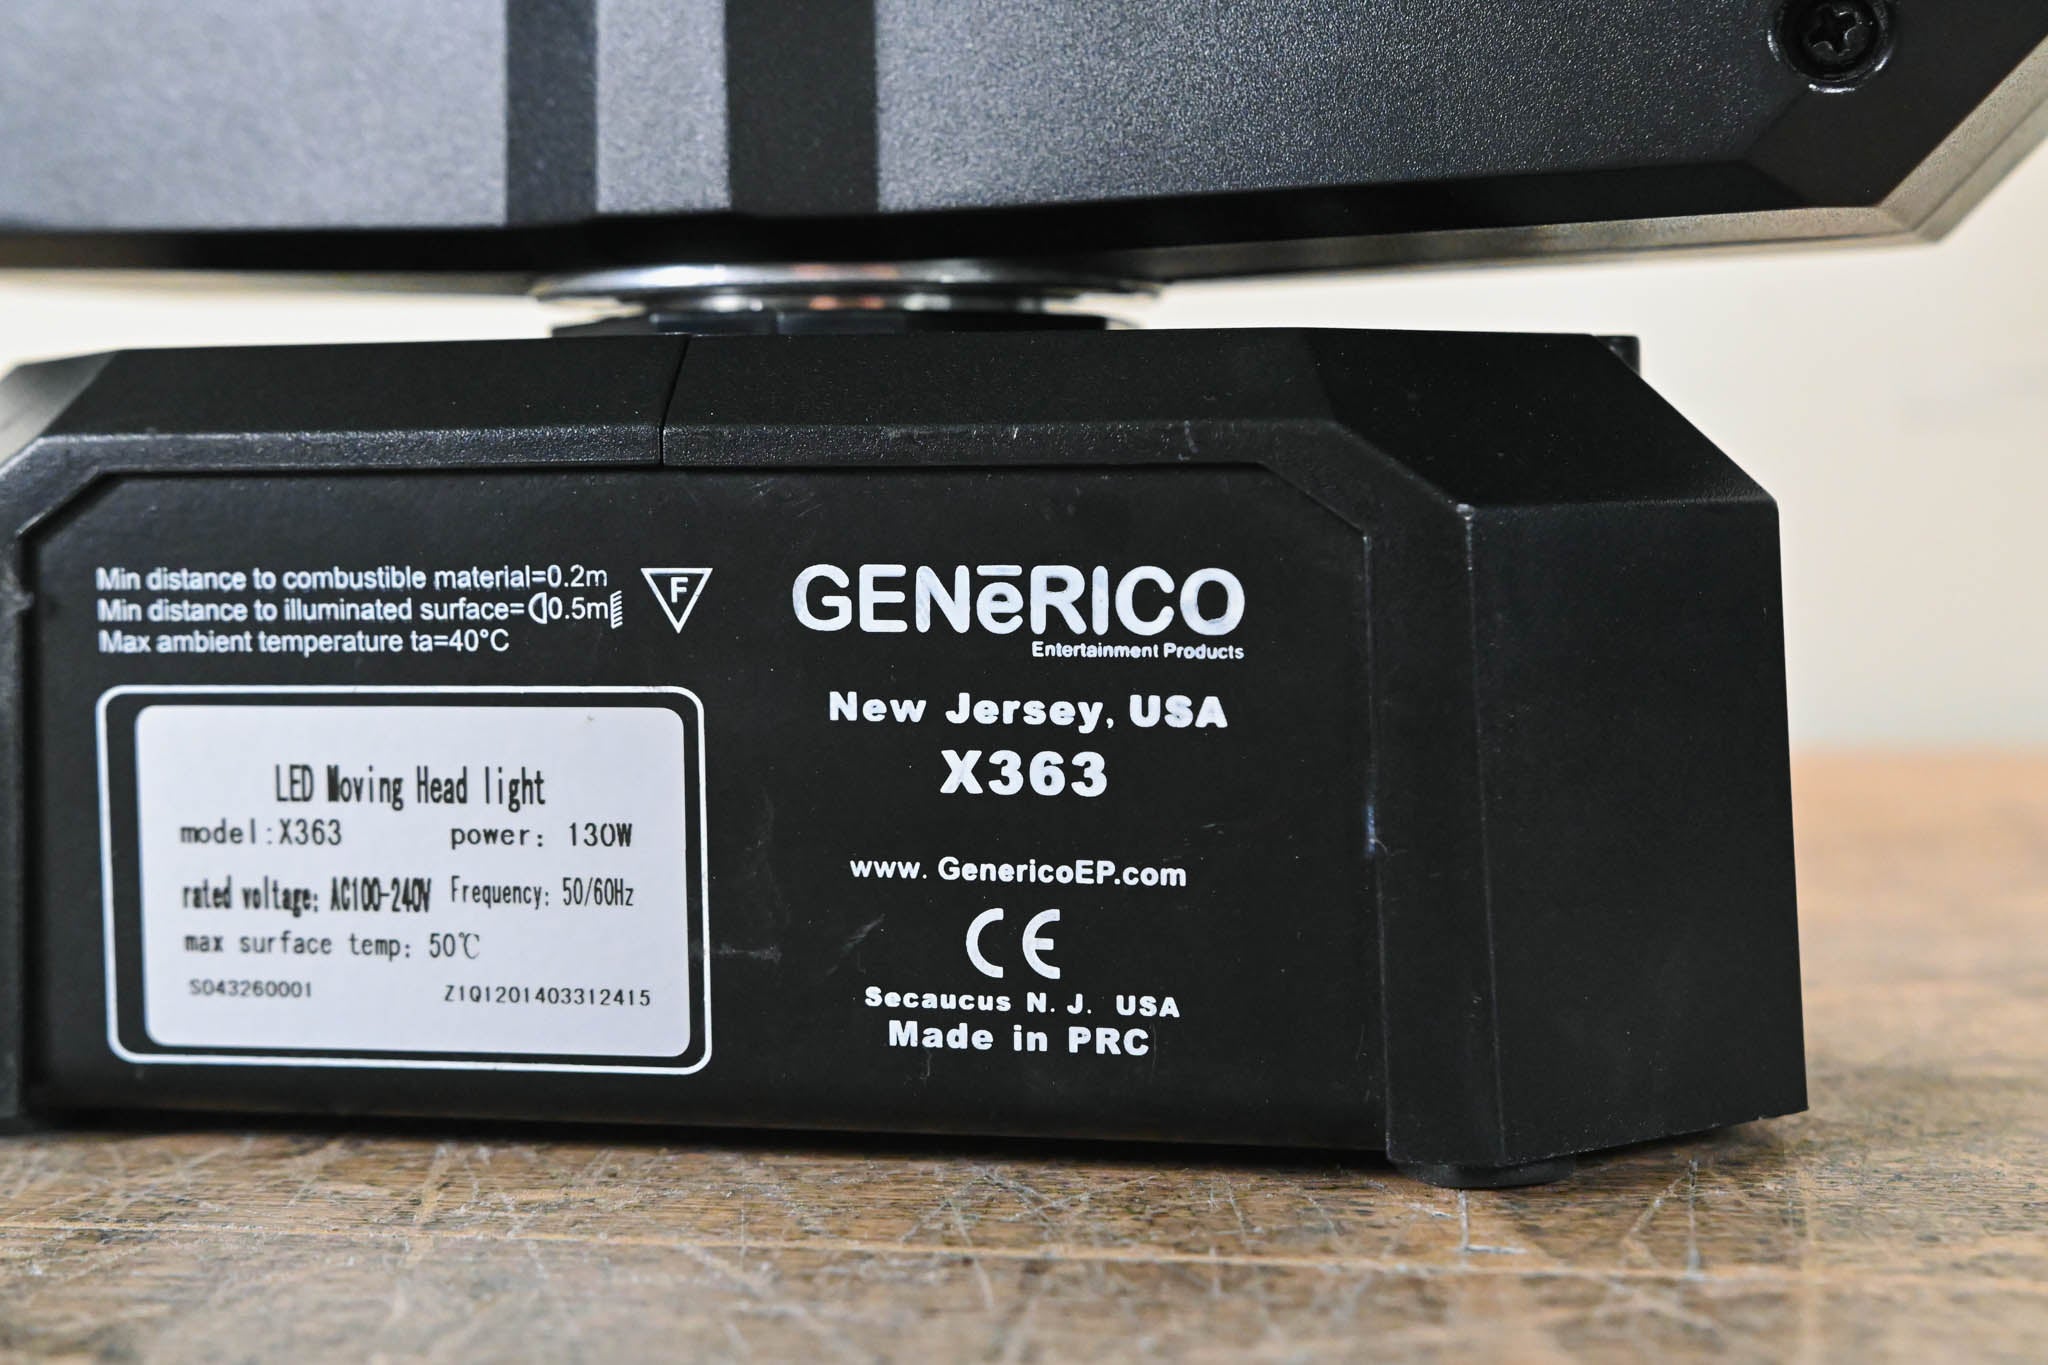 Min distance to combustible material=0.2m
Min distance to illuminated surface=0.5m
Max ambient temperature ta=40°C
F
LED Moving Head light
model:X363 power: 130W
rated voltage: AC100-240V Frequency: 50/60Hz
max surface temp: 50℃
S043260001 Z1Q1201403312415
GENēRICO
Entertainment Products
New Jersey, USA
X363
www. GenericoEP.com
CE
Secaucus N. J. USA
Made in PRC